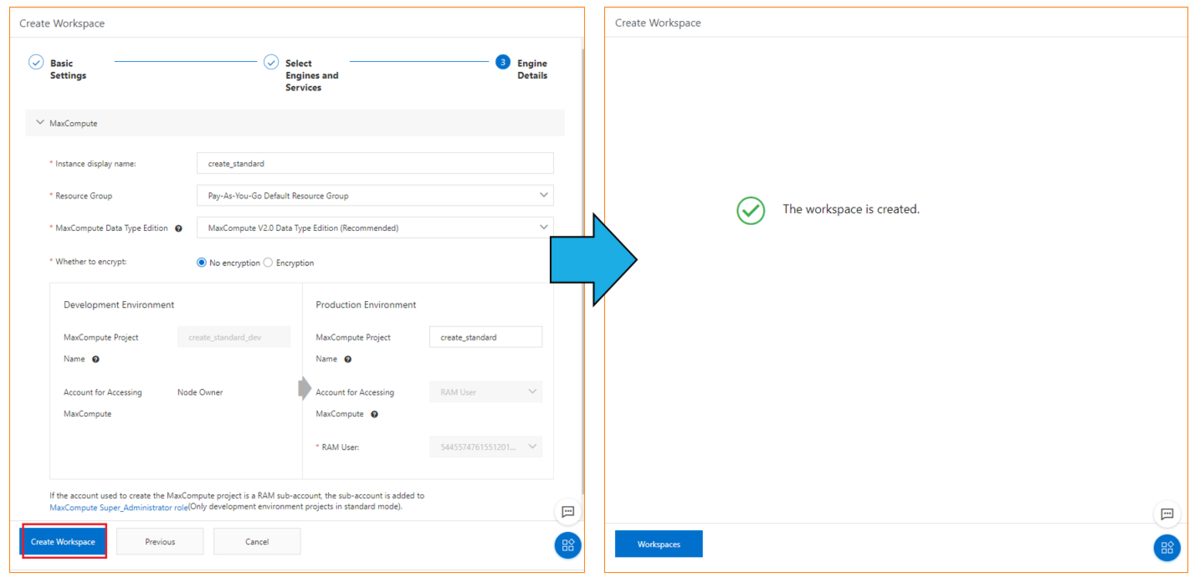 Create Workspace
Basic
Settings
Select
Engines and
Services
3
Engine
Details
MaxCompute
* Instance display name:
create_standard
* Resource Group
Pay-As-You-Go Default Resource Group
* MaxCompute Data Type Edition
MaxCompute V2.0 Data Type Edition (Recommended)
* Whether to encrypt:
No encryption
Encryption
Development Environment
MaxCompute Project
Name
create_standard_dev
Account for Accessing
MaxCompute
Node Owner
Production Environment
MaxCompute Project
Name
create_standard
Account for Accessing
MaxCompute
RAM User
* RAM User:
5445574761551201...
If the account used to create the MaxCompute project is a RAM sub-account, the sub-account is added to
MaxCompute Super_Administrator role(Only development environment projects in standard mode).
Create Workspace
Previous
Cancel
Create Workspace
The workspace is created.
Workspaces